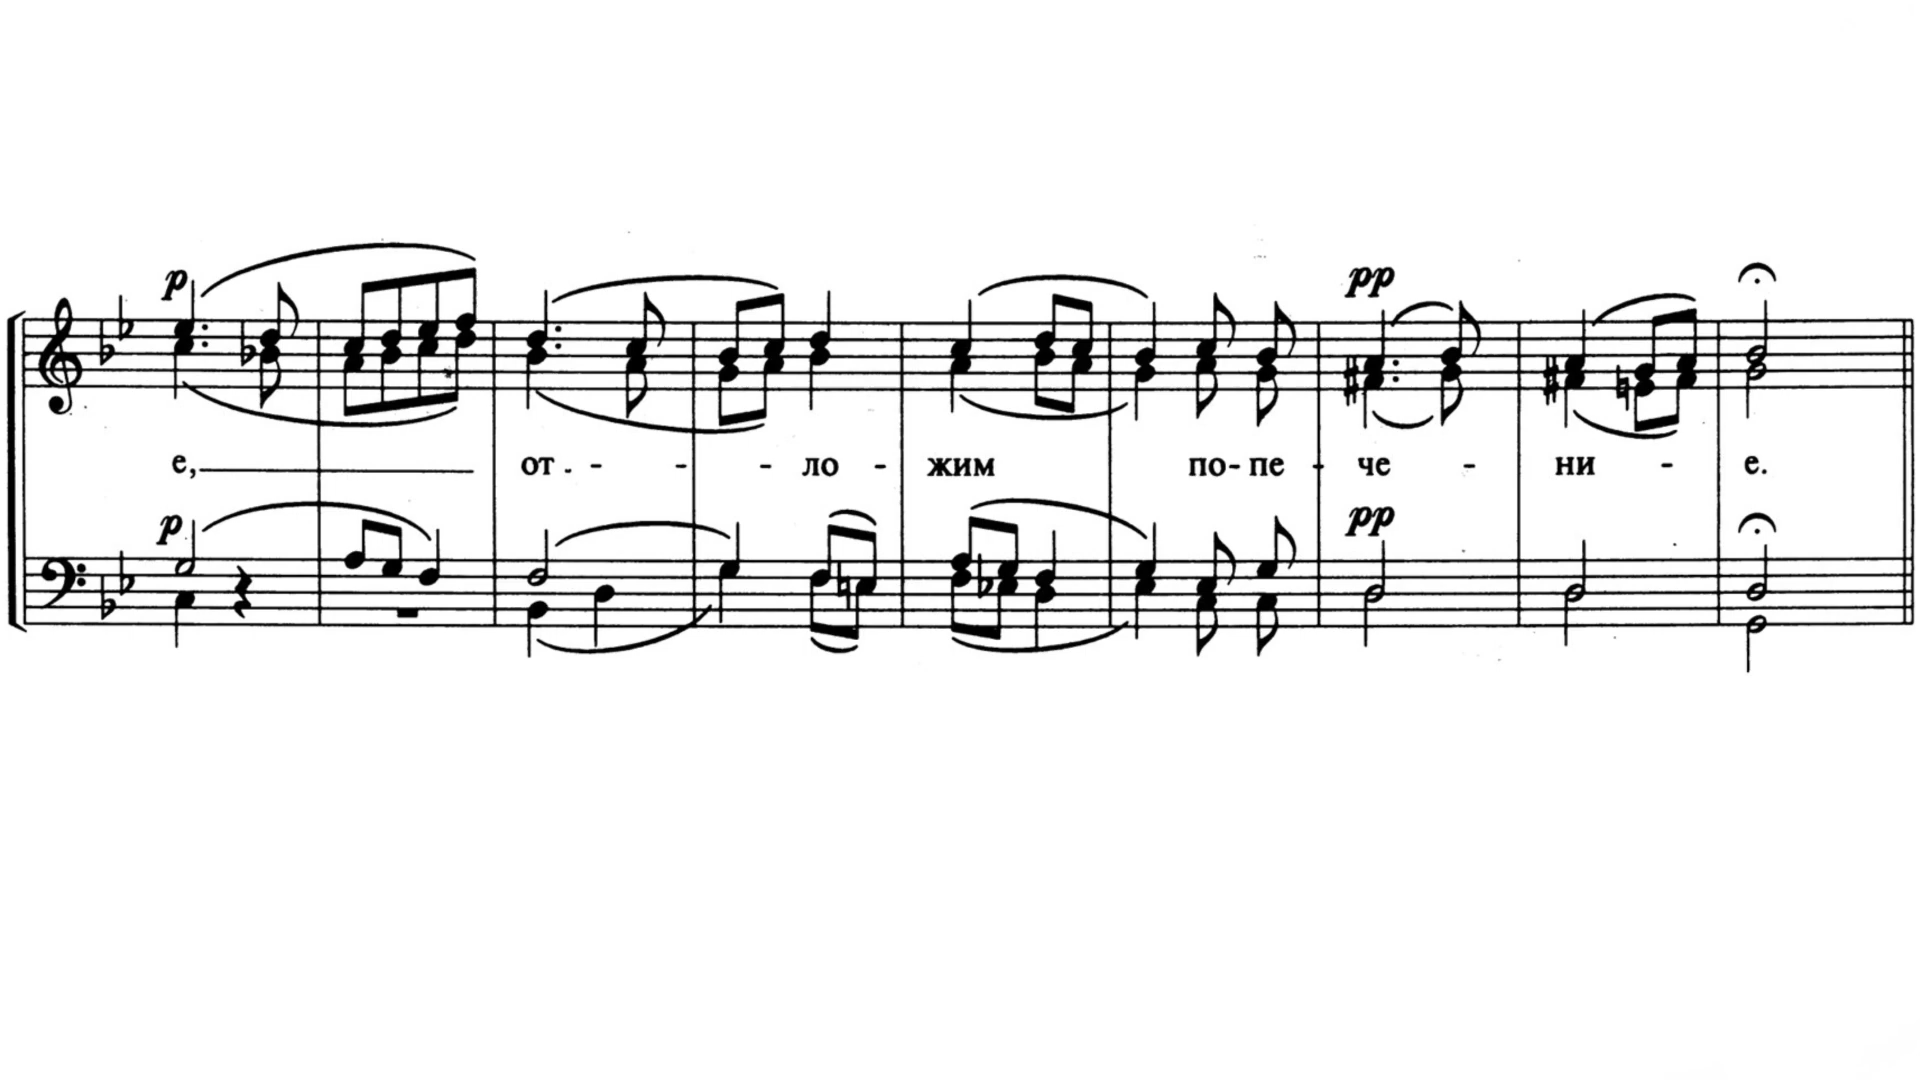 p
е, от - - - ло - жим по - пе - че - ни - е.
pp
p
pp